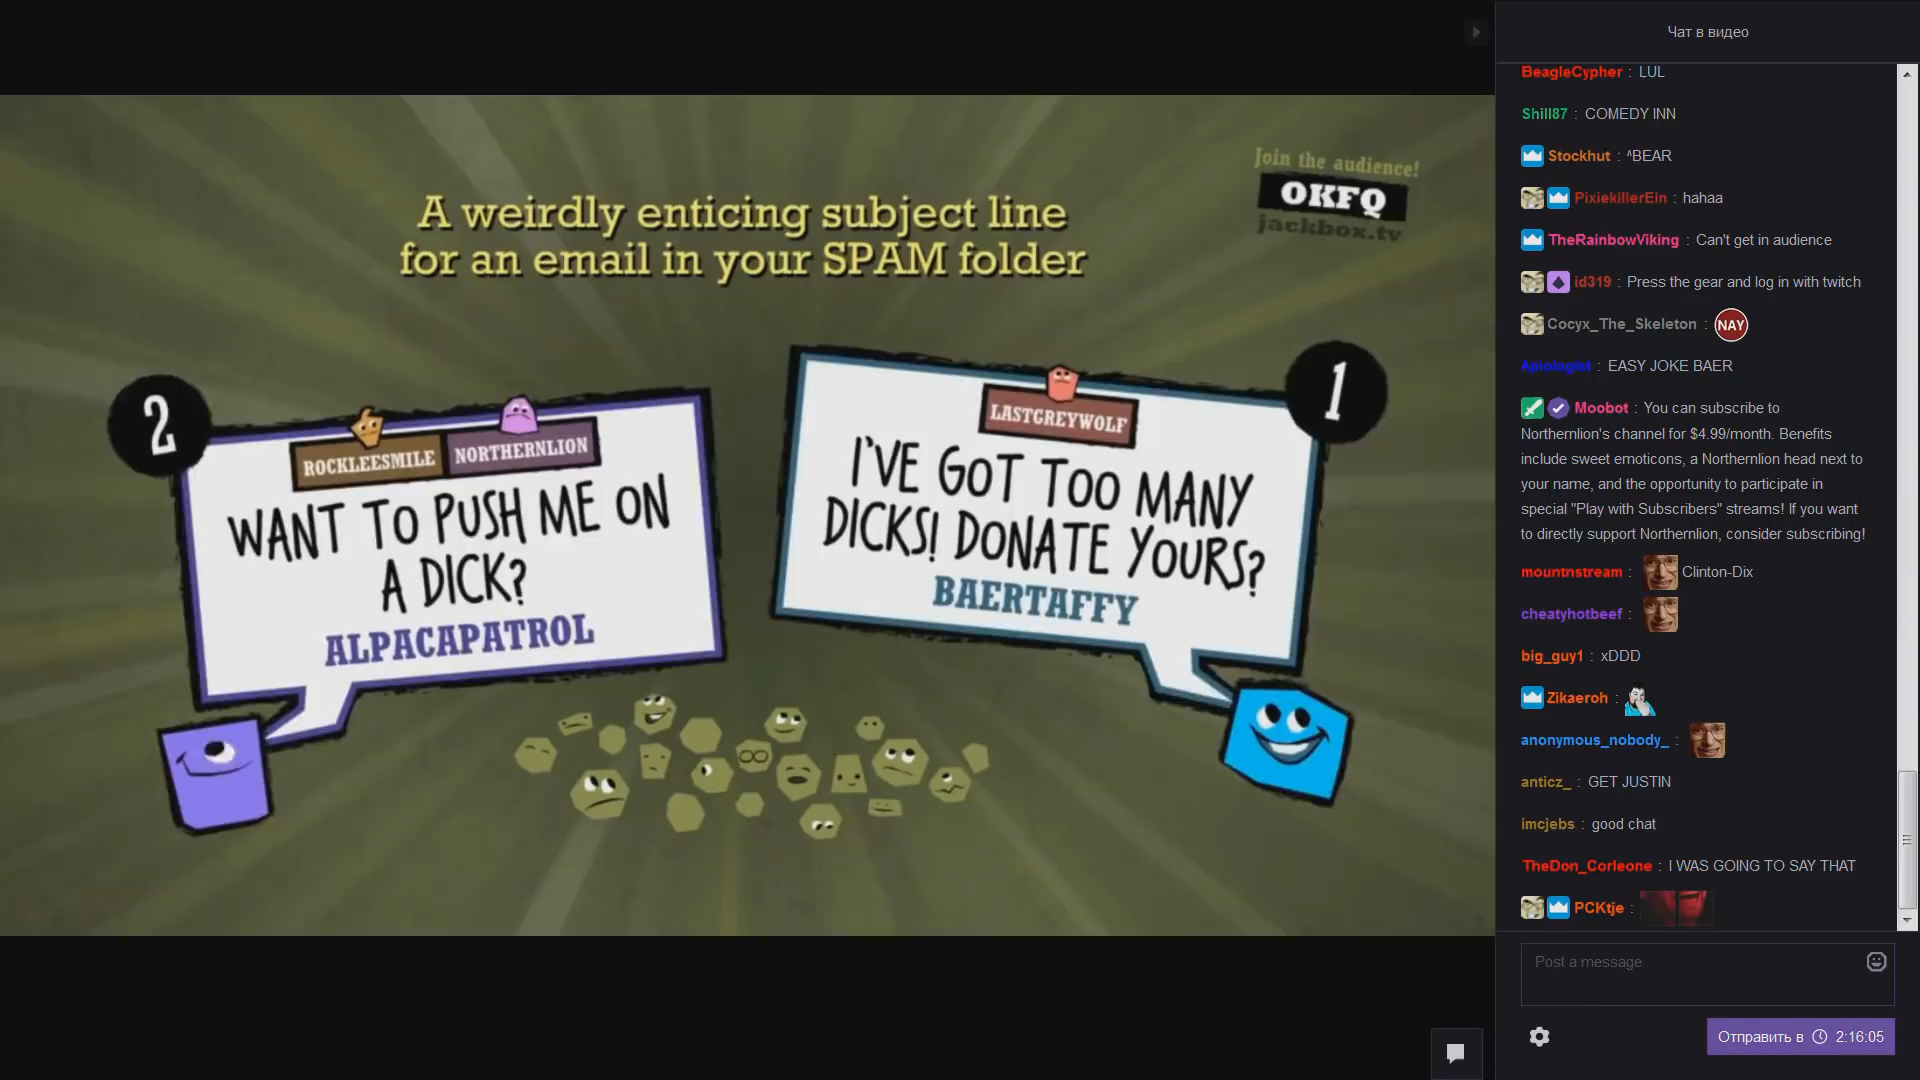 A weirdly enticing subject line
for an email in your SPAM folder
Join the audience!
OKFQ
jackbox.tv
2
ROCKLEESMILE
NORTHERNLION
WANT TO PUSH ME ON
A DICK?
ALPACAPATROL
1
LASTGREYWOLF
I'VE GOT TOO MANY
DICKS! DONATE YOURS?
BAERTAFFY
Чат в видео
BeagleCypher : LUL
Shill87 : COMEDY INN
Stockhut : ^BEAR
PixiekillerEin : hahaa
TheRainbowViking : Can't get in audience
id319 : Press the gear and log in with twitch
Cocyx_The_Skeleton : NAY
Apiologist : EASY JOKE BAER
Moobot : You can subscribe to
Northernlion's channel for $4.99/month. Benefits
include sweet emoticons, a Northernlion head next to
your name, and the opportunity to participate in
special "Play with Subscribers" streams! If you want
to directly support Northernlion, consider subscribing!
mountnstream : Clinton-Dix
cheatyhotbeef :
big_guy1 : xDDD
Zikaeroh :
anonymous_nobody_ :
anticz_ : GET JUSTIN
imcjebs : good chat
TheDon_Corleone : I WAS GOING TO SAY THAT
PCKtje :
Post a message
Отправить в 2:16:05